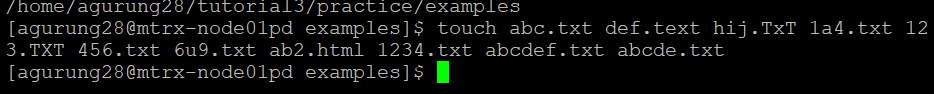 /home/agurung28/tutorial3/practice/examples
[agurung28@mtrx-node01pd examples]$ touch abc.txt def.text hij.TxT 1a4.txt 12
3.TXT 456.txt 6u9.txt ab2.html 1234.txt abcdef.txt abcde.txt
[agurung28@mtrx-node01pd examples]$